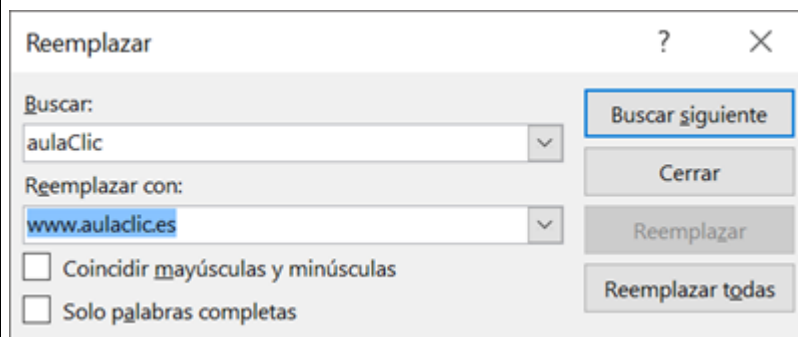 Reemplazar ?
Buscar:
aulaClic
Reemplazar con:
www.aulaclic.es
Coincidir mayúsculas y minúsculas
Solo palabras completas
Buscar siguiente
Cerrar
Reemplazar
Reemplazar todas